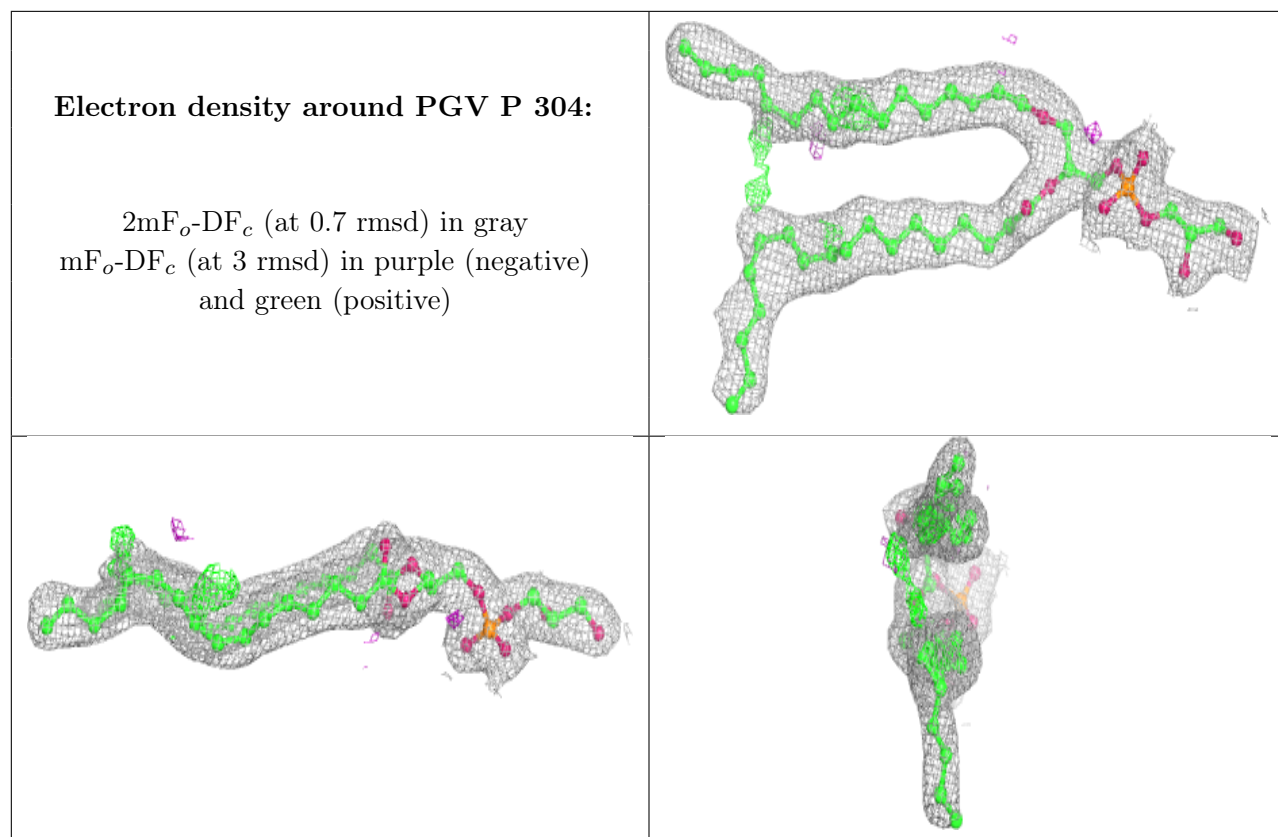 Electron density around PGV P 304:
2mFo-DFc (at 0.7 rmsd) in gray
mFo-DFc (at 3 rmsd) in purple (negative)
and green (positive)